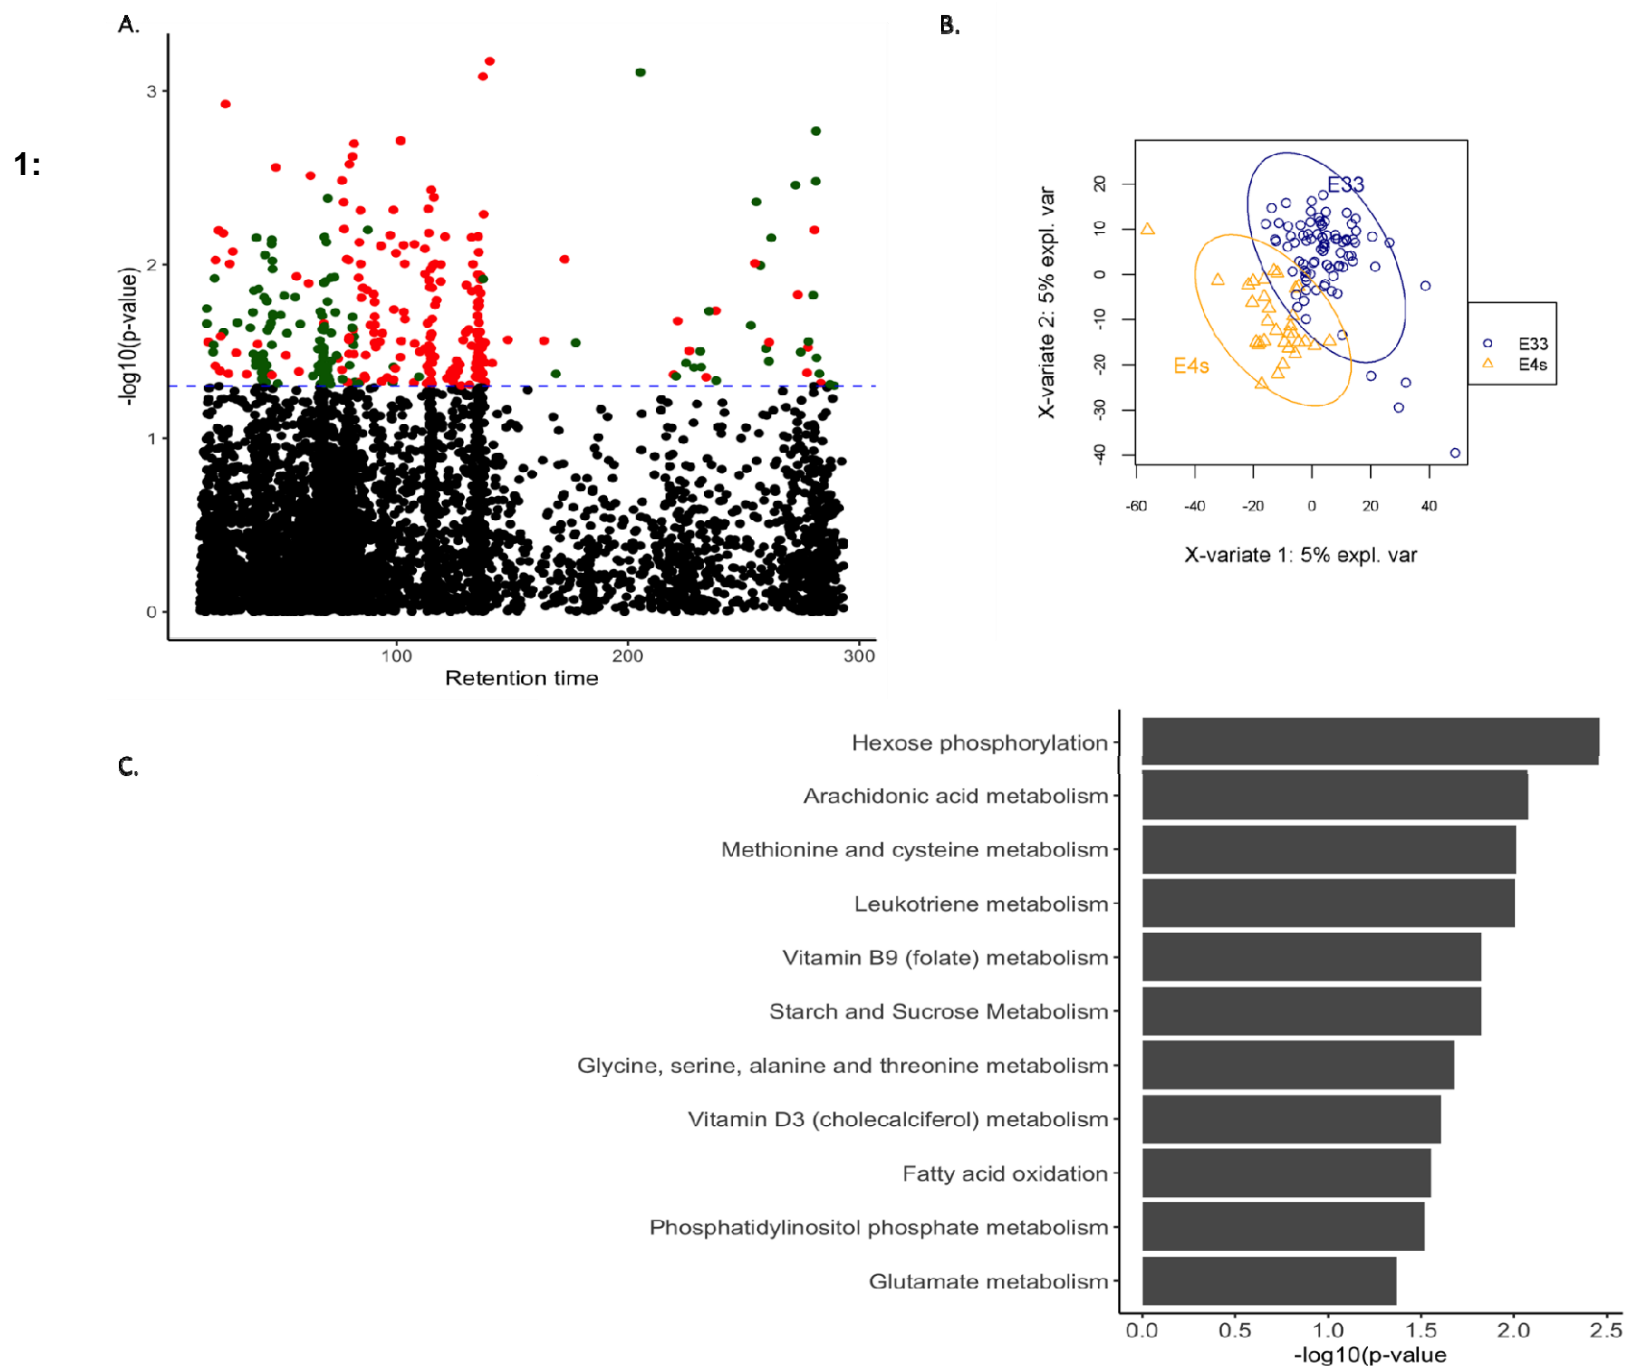 A.
B.
1:
3
2
1
0
-log10(p-value)
100
200
300
Retention time
20
10
0
-10
-20
-30
-40
X-variate 2: 5% expl. var
E33
E4s
E33
E4s
-60
-40
-20
0
20
40
X-variate 1: 5% expl. var
C.
Hexose phosphorylation
Arachidonic acid metabolism
Methionine and cysteine metabolism
Leukotriene metabolism
Vitamin B9 (folate) metabolism
Starch and Sucrose Metabolism
Glycine, serine, alanine and threonine metabolism
Vitamin D3 (cholecalciferol) metabolism
Fatty acid oxidation
Phosphatidylinositol phosphate metabolism
Glutamate metabolism
0.0
0.5
1.0
1.5
2.0
2.5
-log10(p-value